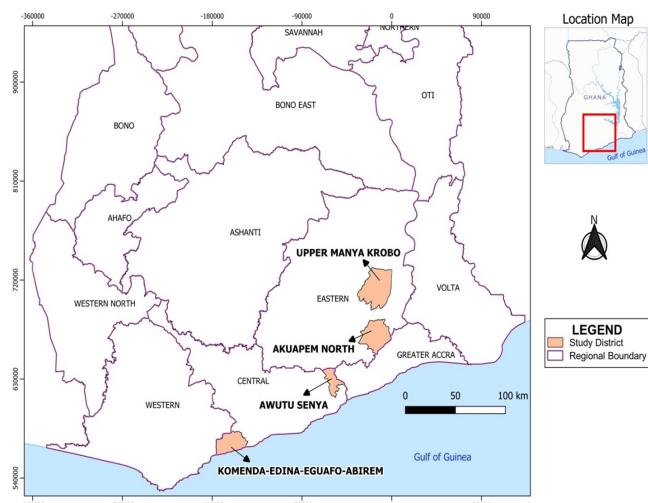 -360000
-270000
-180000
-90000
0
90000
Location Map
SAVANNAH
NORTHERN
900000
BONO
BONO EAST
OTI
GHANA
Gulf of Guinea
810000
AHAFO
ASHANTI
N
UPPER MANYA KROBO
720000
EASTERN
VOLTA
WESTERN NORTH
AKUAPEM NORTH
GREATER ACCRA
LEGEND
Study District
Regional Boundary
630000
CENTRAL
WESTERN
AWUTU SENYA
0 50 100 km
Gulf of Guinea
KOMENDA-EDINA-EGUAFO-ABIREM
540000